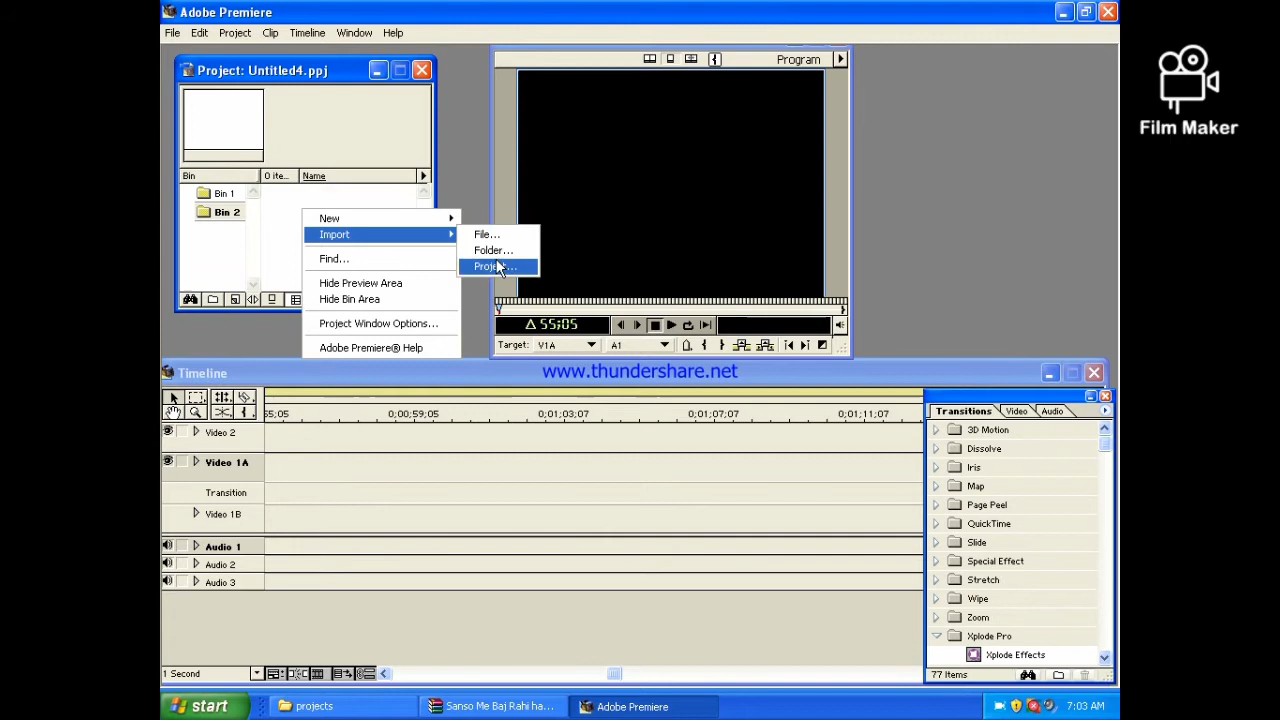 Adobe Premiere
File Edit Project Clip Timeline Window Help
Project: Untitled4.ppj
Bin 0 ite... Name
Bin 1
Bin 2
New
Import
Find...
Hide Preview Area
Hide Bin Area
Project Window Options...
Adobe Premiere® Help
File...
Folder...
Program
Δ 55;05
Target: V1A A1
Film Maker
www.thundershare.net
Timeline
55;05 0;00;59;05 0;01;03;07 0;01;07;07 0;01;11;07
Video 2
Video 1A
Transition
Video 1B
Audio 1
Audio 2
Audio 3
1 Second
Transitions Video Audio
3D Motion
Dissolve
Iris
Map
Page Peel
QuickTime
Slide
Special Effect
Stretch
Wipe
Zoom
Xplode Pro
Xplode Effects
77 Items
start projects Sanso Me Baj Rahi ha... Adobe Premiere 7:03 AM